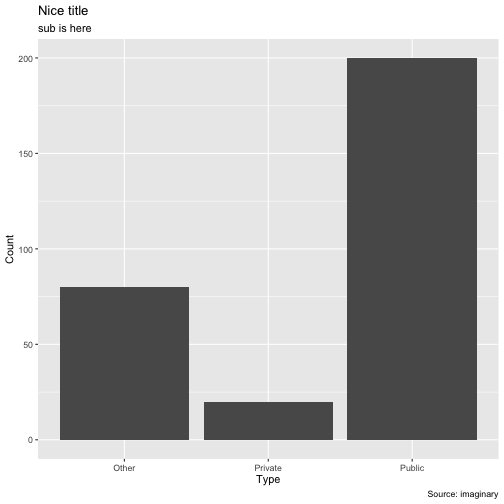 Nice title
sub is here
200
150
100
50
0
Count
Other Private Public
Type
Source: imaginary